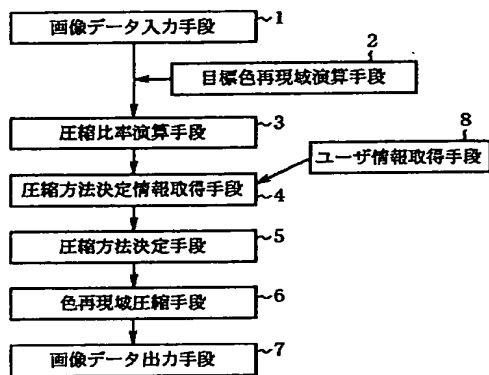 画像データ入力手段 ~1
2
目標色再現域演算手段
圧縮比率演算手段 ~3
8
ユーザ情報取得手段
圧縮方法決定情報取得手段
4
圧縮方法決定手段 ~5
色再現域圧縮手段 ~6
画像データ出力手段 ~7